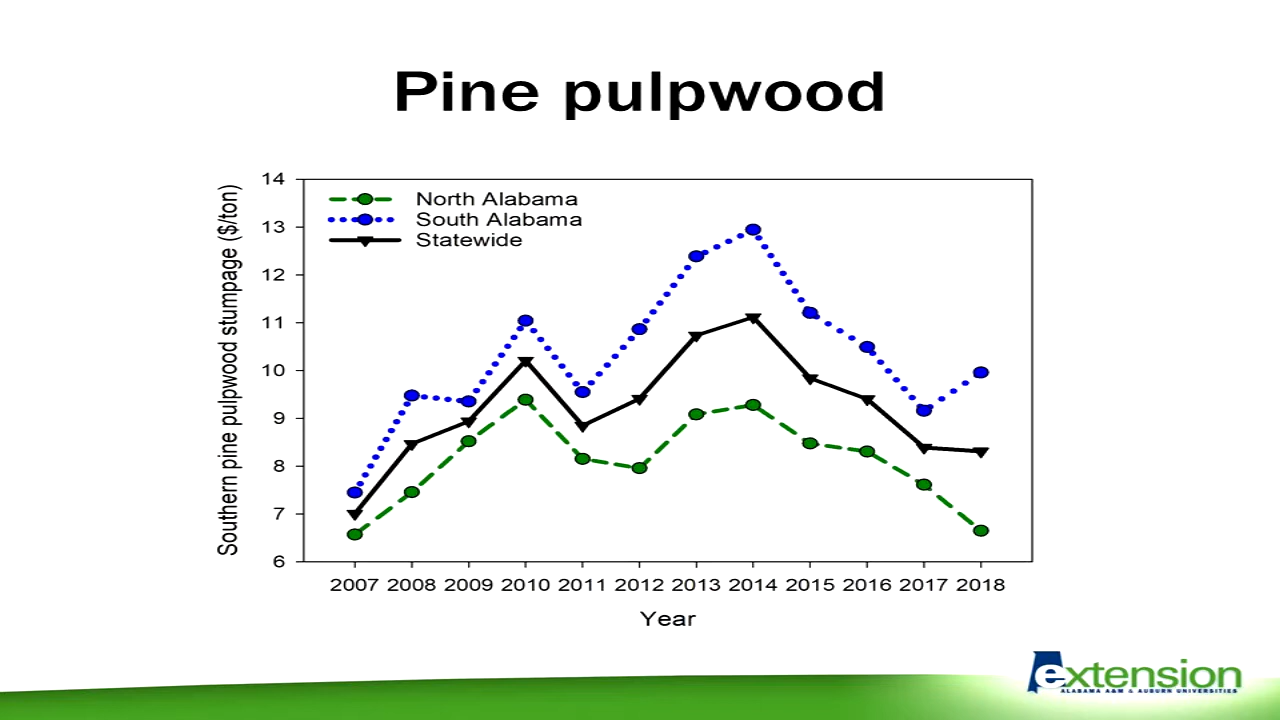 Pine pulpwood
Southern pine pulpwood stumpage ($/ton)
14
13
12
11
10
9
8
7
6
North Alabama
South Alabama
Statewide
2007 2008 2009 2010 2011 2012 2013 2014 2015 2016 2017 2018
Year
extension
ALABAMA A&M & AUBURN UNIVERSITIES